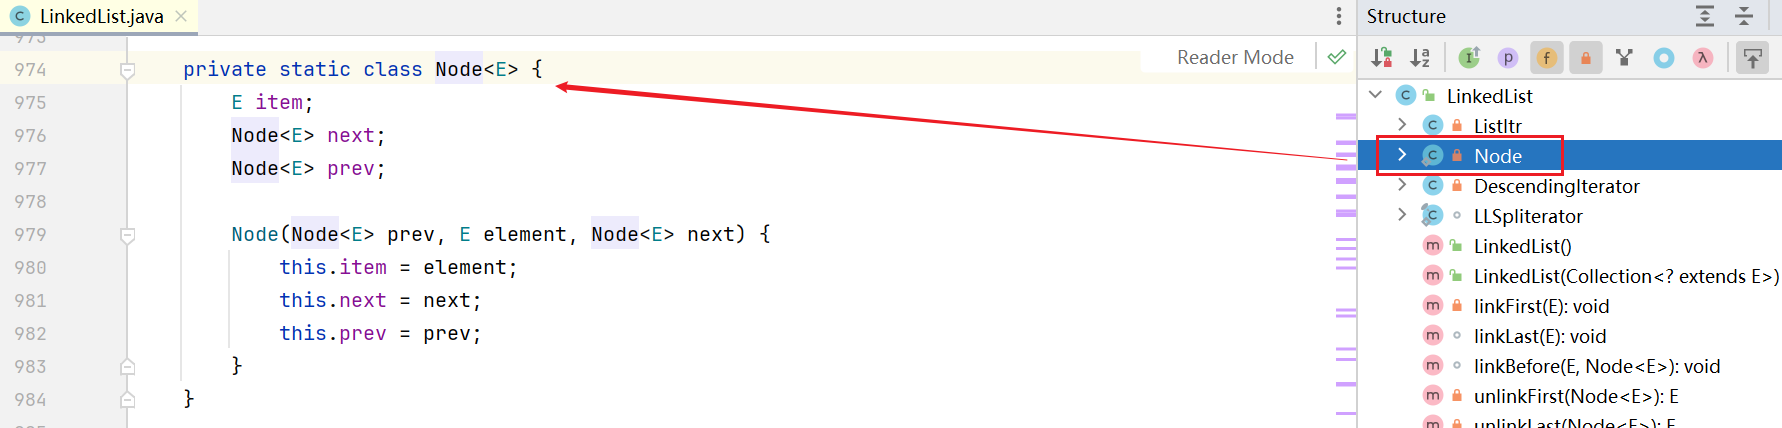 LinkedList.java
Structure
Reader Mode
974 private static class Node<E> {
975 E item;
976 Node<E> next;
977 Node<E> prev;
978
979 Node(Node<E> prev, E element, Node<E> next) {
980 this.item = element;
981 this.next = next;
982 this.prev = prev;
983 }
984 }
LinkedList
ListItr
Node
DescendingIterator
LLSpliterator
LinkedList()
LinkedList(Collection<? extends E>)
linkFirst(E): void
linkLast(E): void
linkBefore(E, Node<E>): void
unlinkFirst(Node<E>): E
unlinkLast(Node<E>): E